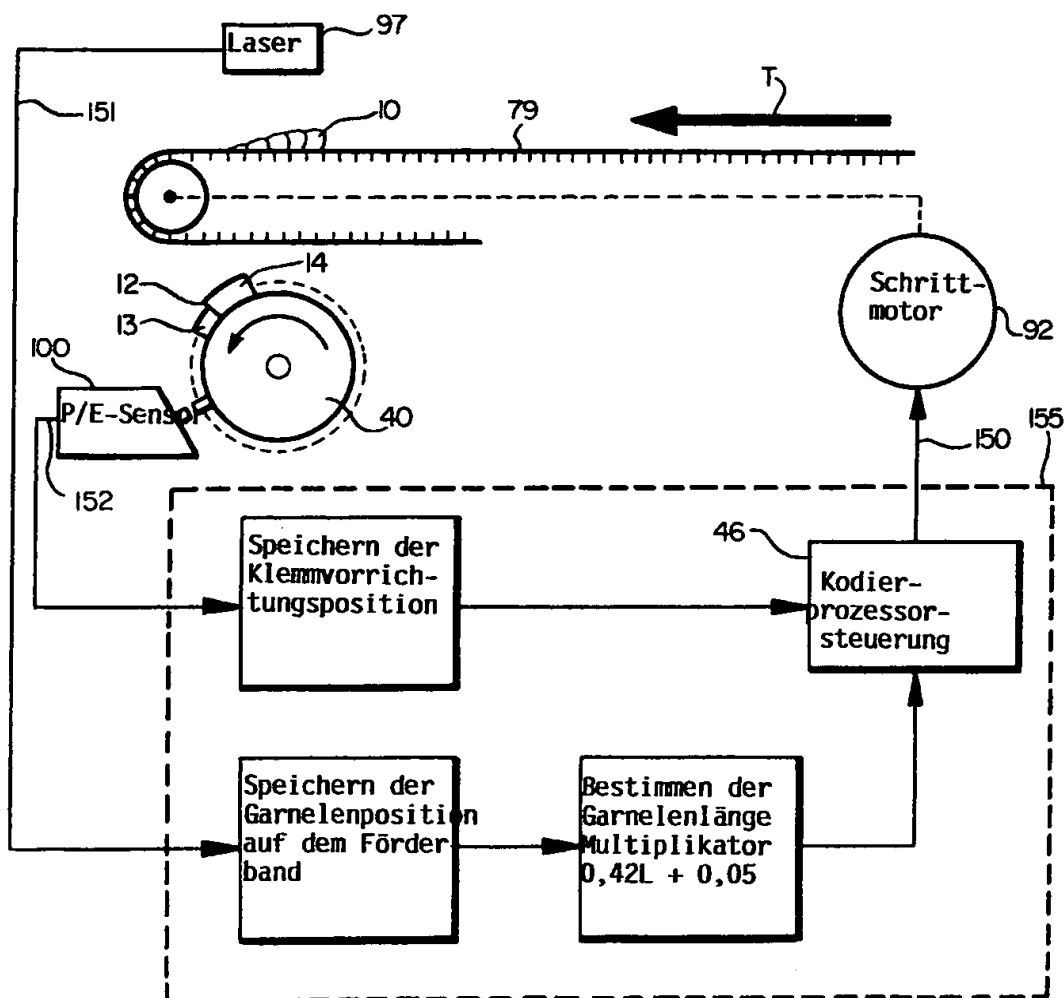 Laser
97
T
151
10
79
12
14
13
Schritt-
motor
92
100
P/E-Sensor
40
152
150
155
Speichern der
Klemmvorrich-
tungsposition
46
Kodier-
prozessor-
steuerung
Speichern der
Garnelenposition
auf dem Förder
band
Bestimmen der
Garnelenlänge
Multiplikator
0,42L + 0,05